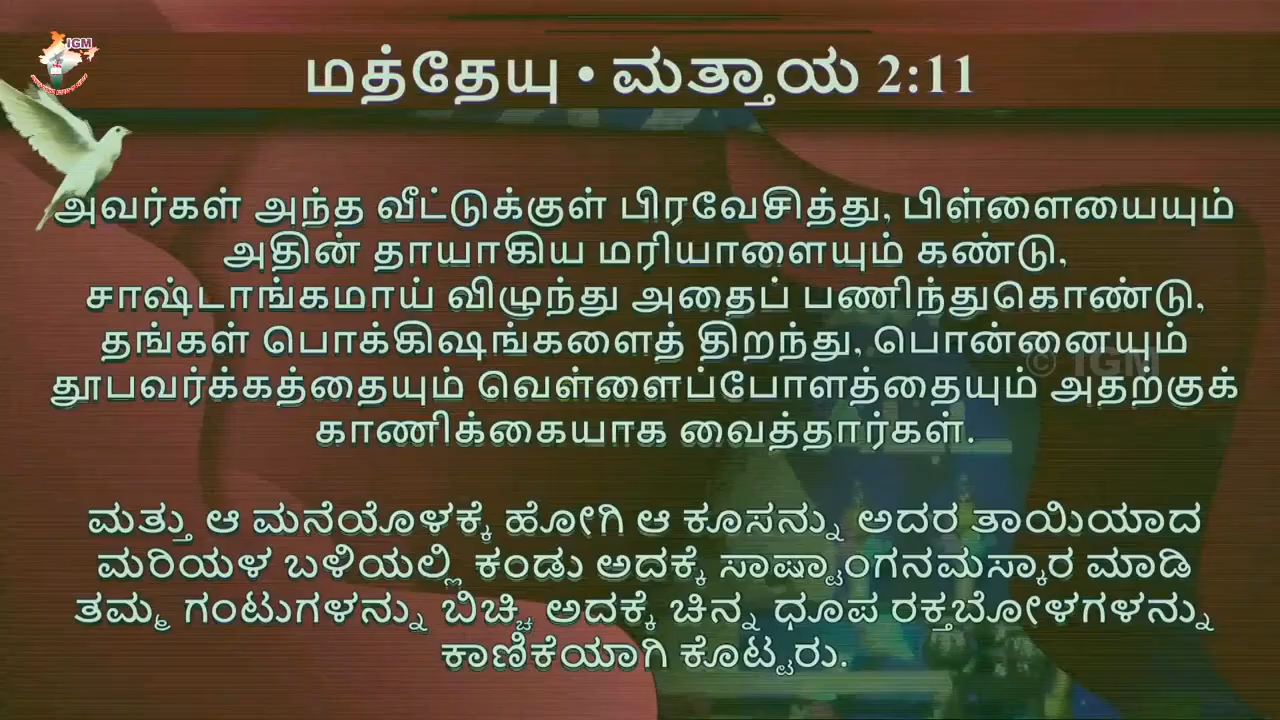 IGM
மத்தேயு • ಮತ್ತಾಯ 2:11
அவர்கள் அந்த வீட்டுக்குள் பிரவேசித்து, பிள்ளையையும்
அதின் தாயாகிய மரியாளையும் கண்டு,
சாஷ்டாங்கமாய் விழுந்து அதைப் பணிந்துகொண்டு,
தங்கள் பொக்கிஷங்களைத் திறந்து, பொன்னையும்
© IGM
தூபவர்க்கத்தையும் வெள்ளைப்போளத்தையும் அதற்குக்
காணிக்கையாக வைத்தார்கள்.
ಮತ್ತು ಆ ಮನೆಯೊಳಕ್ಕೆ ಹೋಗಿ ಆ ಕೂಸನ್ನು ಅದರ ತಾಯಿಯಾದ
ಮರಿಯಳ ಬಳಿಯಲ್ಲಿ ಕಂಡು ಅದಕ್ಕೆ ಸಾಷ್ಟಾಂಗನಮಸ್ಕಾರ ಮಾಡಿ
ತಮ್ಮ ಗಂಟುಗಳನ್ನು ಬಿಚ್ಚಿ ಅದಕ್ಕೆ ಚಿನ್ನ ಧೂಪ ರಕ್ತಬೋಳಗಳನ್ನು
ಕಾಣಿಕೆಯಾಗಿ ಕೊಟ್ಟರು.